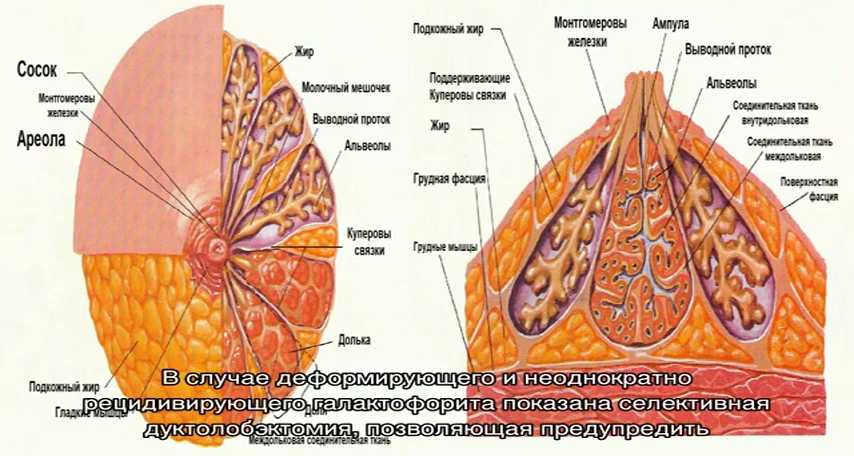 Сосок
Монтгомеровы
железки
Ареола
Жир
Молочный мешочек
Выводной проток
Альвеолы
Куперовы
связки
Долька
Доля
Подкожный жир
Гладкие мышцы
Междольковая соединительная ткань
Подкожный жир
Монтгомеровы
железки
Ампула
Выводной проток
Альвеолы
Поддерживающие
Куперовы связки
Соединительная ткань
внутридольковая
Жир
Соединительная ткань
междольковая
Грудная фасция
Поверхностная
фасция
Грудные мышцы
В случае деформирующего и неоднократно
рецидивирующего галактофорита показана селективная
дуктолобэктомия, позволяющая предупредить